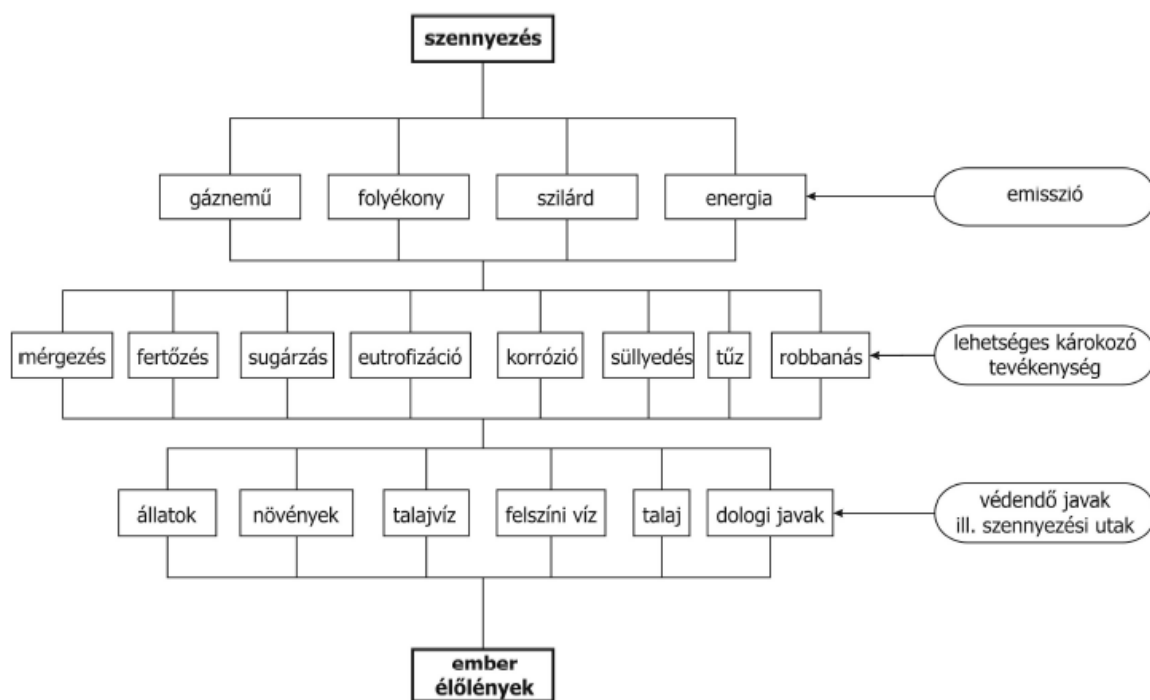 szennyezés
gáznemű
folyékony
szilárd
energia
emisszió
mérgezés
fertőzés
sugárzás
eutrofizáció
korrózió
süllyedés
tűz
robbanás
lehetséges károkozó
tevékenység
állatok
növények
talajvíz
felszíni víz
talaj
dologi javak
védendő javak
ill. szennyezési utak
ember
élőlények